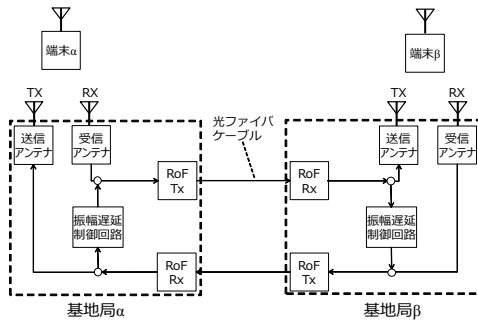 端末α
端末β
TX
RX
TX
RX
送信
アンテナ
受信
アンテナ
光ファイバ
ケーブル
送信
アンテナ
受信
アンテナ
RoF
Tx
RoF
Rx
振幅遅延
制御回路
振幅遅延
制御回路
RoF
Rx
RoF
Tx
基地局α
基地局β